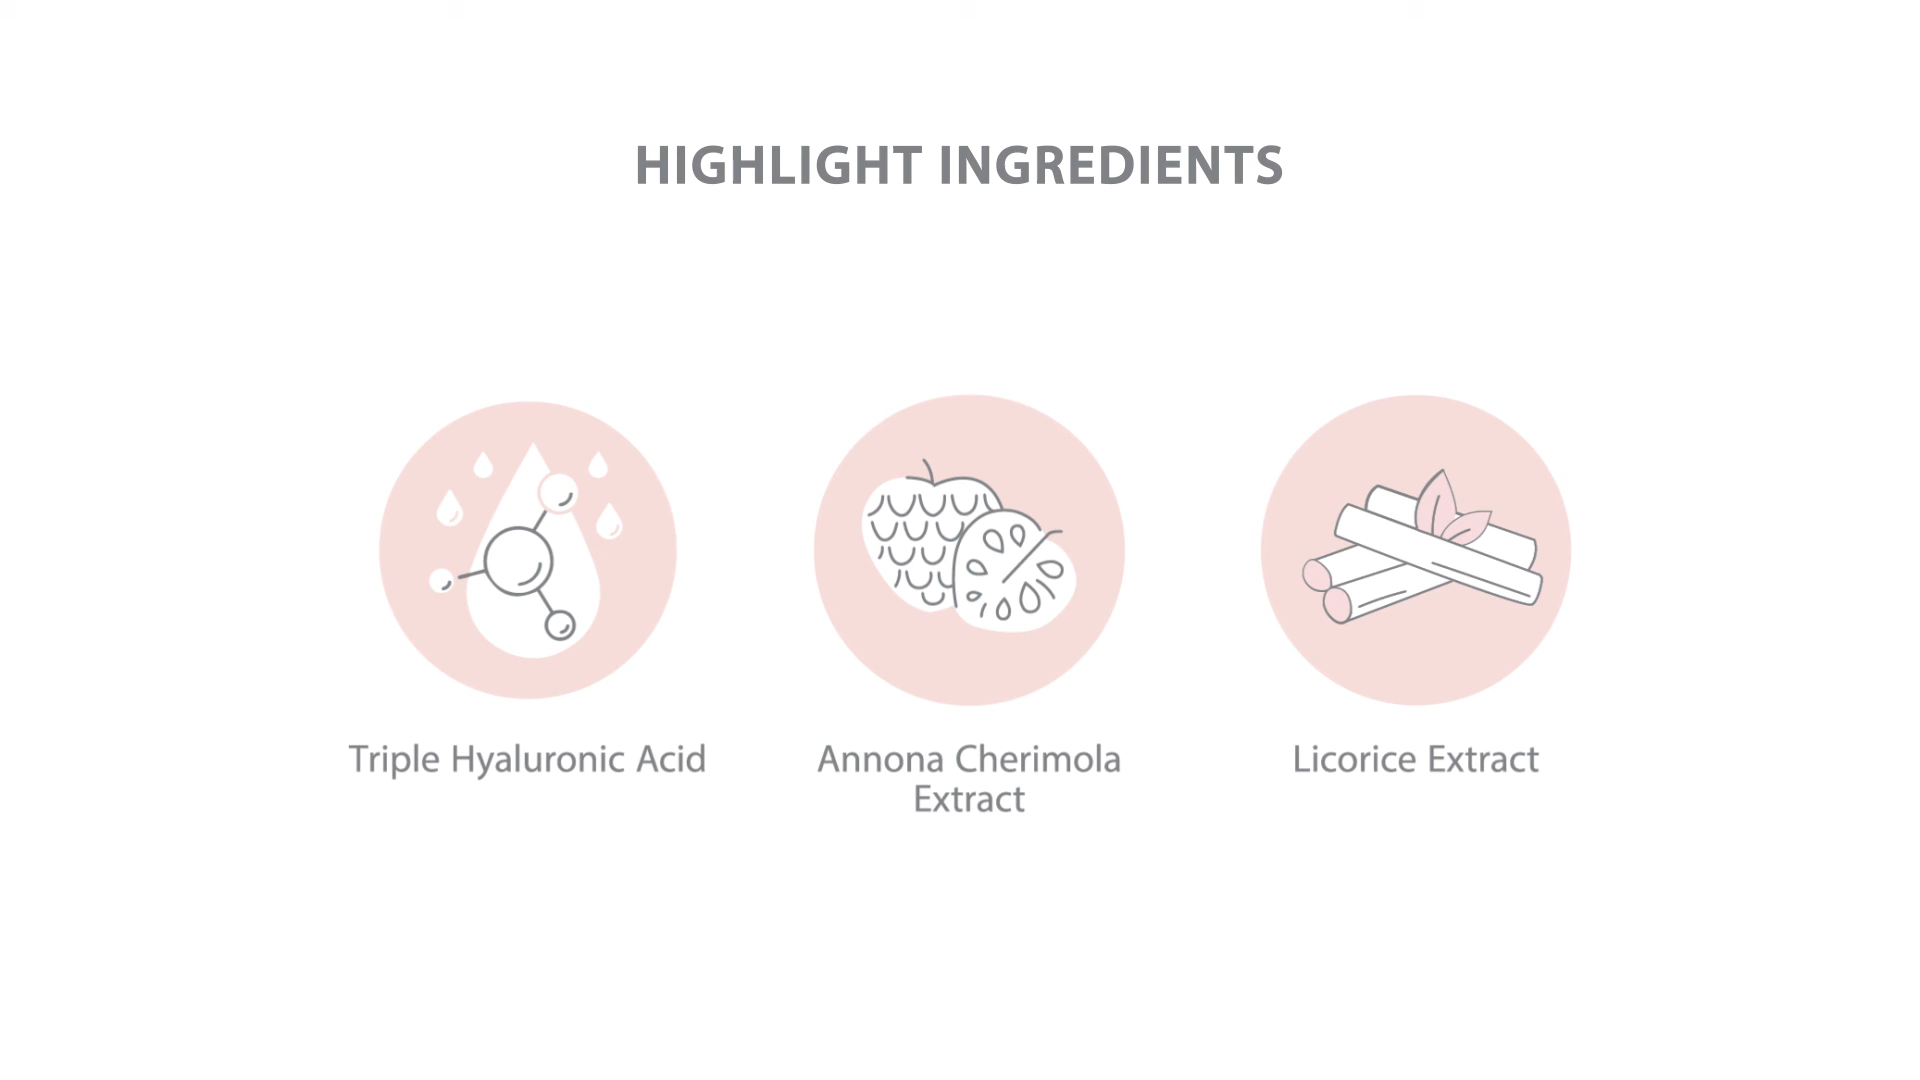 HIGHLIGHT INGREDIENTS
Triple Hyaluronic Acid
Annona Cherimola
Extract
Licorice Extract